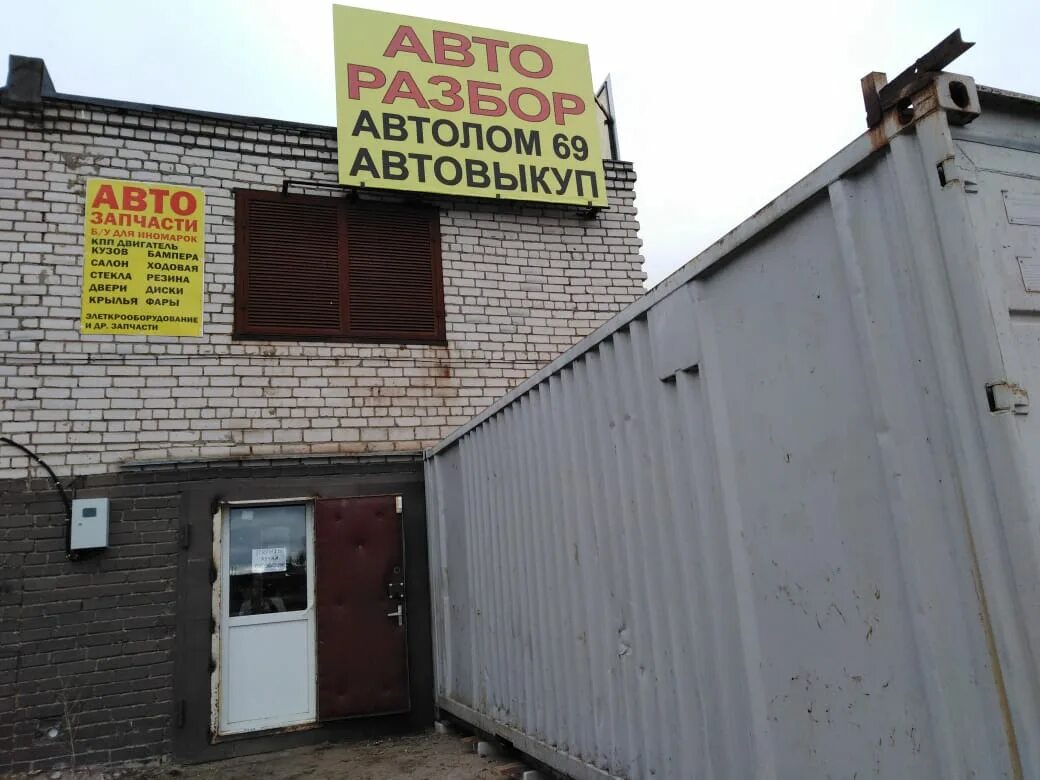 АВТО
РАЗБОР
АВТОЛОМ 69
АВТОВЫКУП
АВТО
ЗАПЧАСТИ
Б/У ДЛЯ ИНОМАРОК
КПП ДВИГАТЕЛЬ
КУЗОВ БАМПЕРА
САЛОН ХОДОВАЯ
СТЕКЛА РЕЗИНА
ДВЕРИ ДИСКИ
КРЫЛЬЯ ФАРЫ
ЭЛЕТКРООБОРУДОВАНИЕ
И ДР. ЗАПЧАСТИ